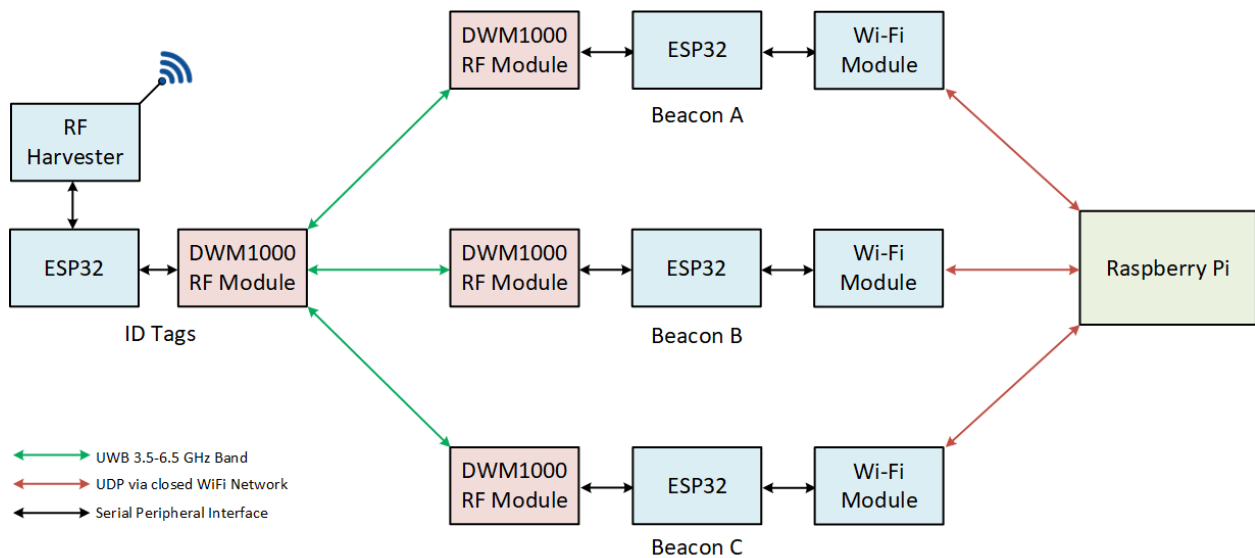 DWM1000
RF Module
ESP32
Wi-Fi
Module
Beacon A
RF
Harvester
ESP32
DWM1000
RF Module
ID Tags
DWM1000
RF Module
ESP32
Wi-Fi
Module
Beacon B
Raspberry Pi
DWM1000
RF Module
ESP32
Wi-Fi
Module
Beacon C
UWB 3.5-6.5 GHz Band
UDP via closed WiFi Network
Serial Peripheral Interface